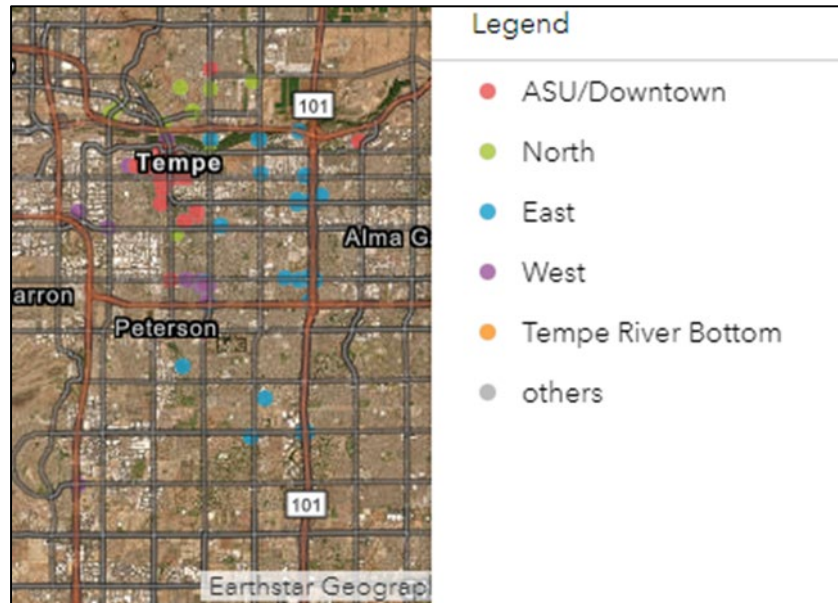 Legend
ASU/Downtown
North
East
West
Tempe River Bottom
others
101
Tempe
Alma G
arron
Peterson
101
Earthstar Geograp